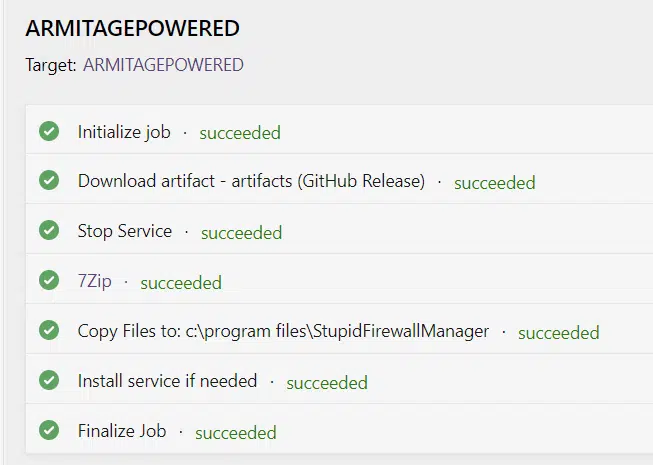 ARMITAGEPOWERED
Target: ARMITAGEPOWERED
Initialize job · succeeded
Download artifact - artifacts (GitHub Release) · succeeded
Stop Service · succeeded
7Zip · succeeded
Copy Files to: c:\program files\StupidFirewallManager · succeeded
Install service if needed · succeeded
Finalize Job · succeeded